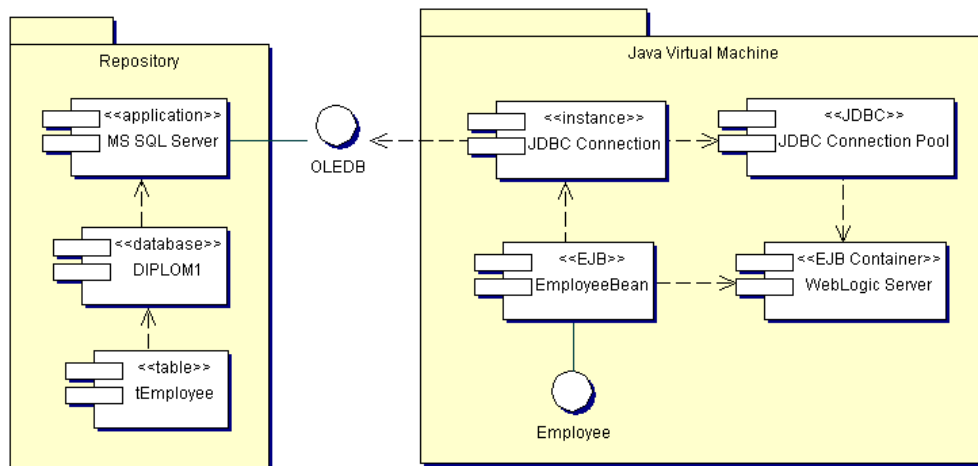 Repository
<<application>>
MS SQL Server
<<database>>
DIPLOM1
<<table>>
tEmployee
OLEDB
Java Virtual Machine
<<instance>>
JDBC Connection
<<JDBC>>
JDBC Connection Pool
<<EJB>>
EmployeeBean
<<EJB Container>>
WebLogic Server
Employee